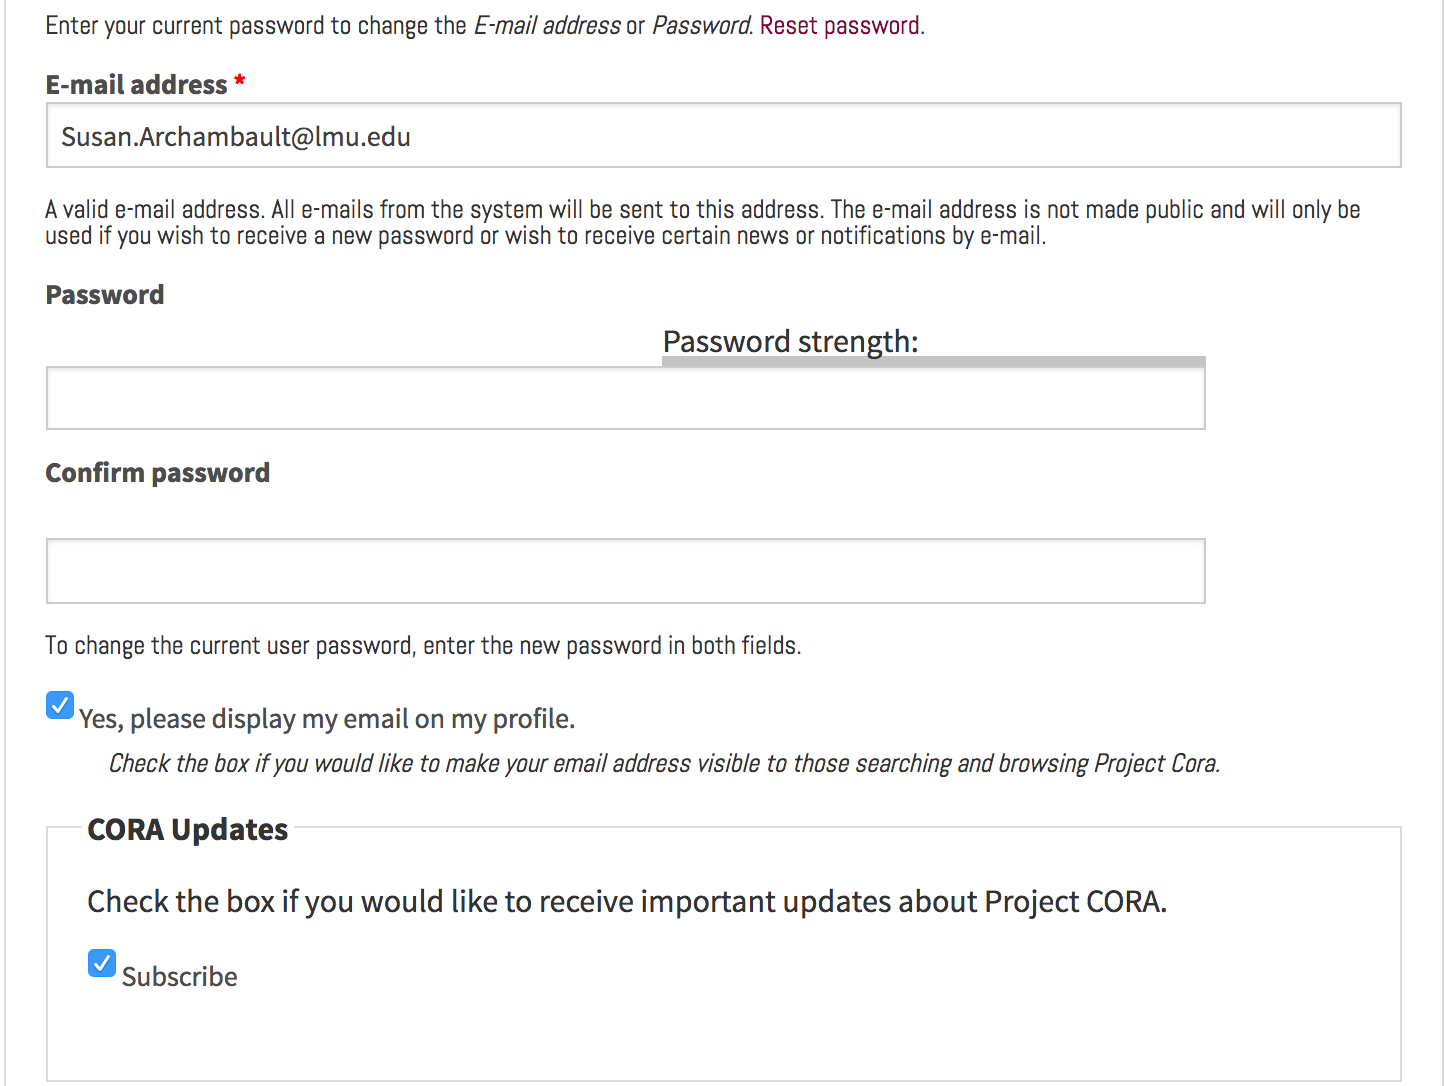 Enter your current password to change the E-mail address or Password. Reset password.
E-mail address *
Susan.Archambault@lmu.edu
A valid e-mail address. All e-mails from the system will be sent to this address. The e-mail address is not made public and will only be
used if you wish to receive a new password or wish to receive certain news or notifications by e-mail.
Password
Password strength:
Confirm password
To change the current user password, enter the new password in both fields.
Yes, please display my email on my profile.
Check the box if you would like to make your email address visible to those searching and browsing Project Cora.
CORA Updates
Check the box if you would like to receive important updates about Project CORA.
Subscribe